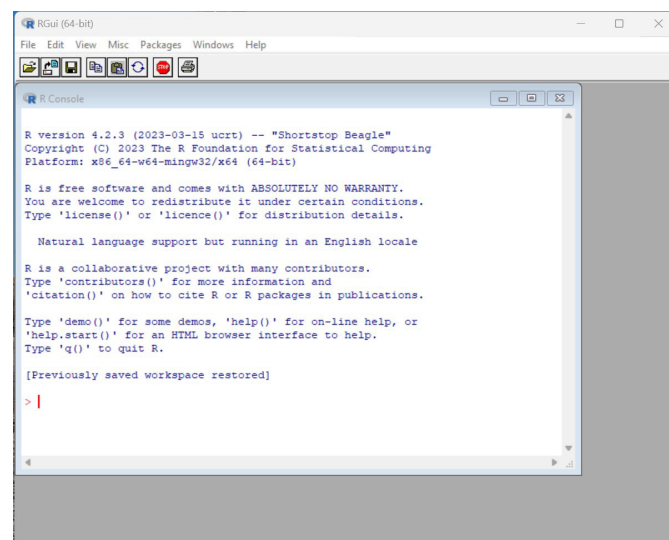 RGui (64-bit)
File Edit View Misc Packages Windows Help
STOP
R Console
R version 4.2.3 (2023-03-15 ucrt) -- "Shortstop Beagle"
Copyright (C) 2023 The R Foundation for Statistical Computing
Platform: x86_64-w64-mingw32/x64 (64-bit)
R is free software and comes with ABSOLUTELY NO WARRANTY.
You are welcome to redistribute it under certain conditions.
Type 'license()' or 'licence()' for distribution details.
Natural language support but running in an English locale
R is a collaborative project with many contributors.
Type 'contributors()' for more information and
'citation()' on how to cite R or R packages in publications.
Type 'demo()' for some demos, 'help()' for on-line help, or
'help.start()' for an HTML browser interface to help.
Type 'q()' to quit R.
[Previously saved workspace restored]
>